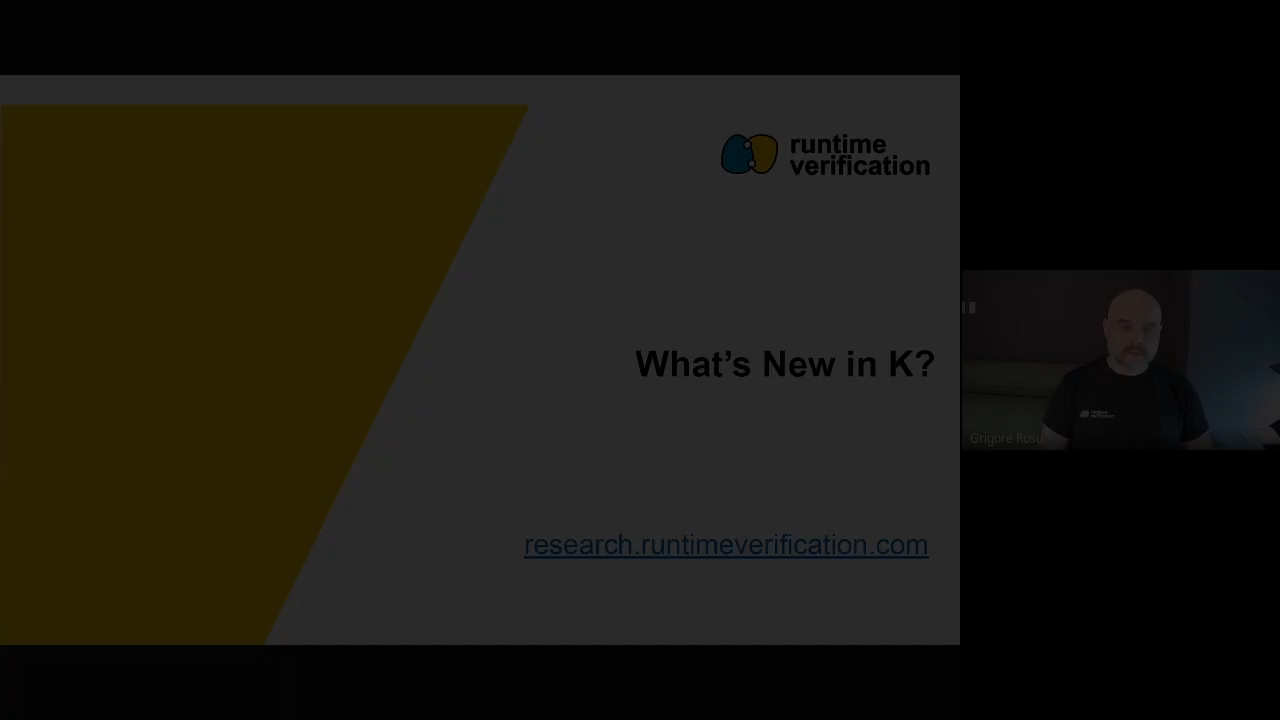 runtime
verification
What's New in K?
research.runtimeverification.com
Grigore Rosu